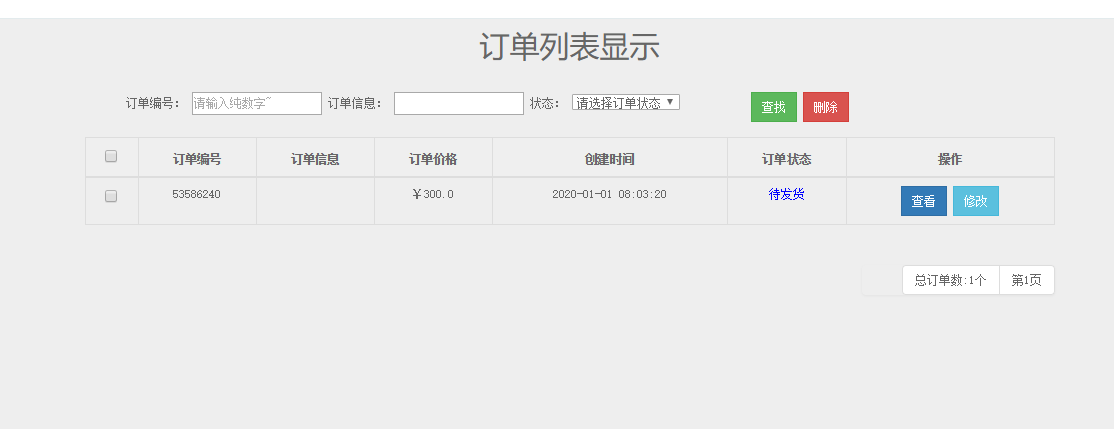 订单列表显示
订单编号： 请输入纯数字~ 订单信息： 状态： 请选择订单状态 查找 删除
订单编号 订单信息 订单价格 创建时间 订单状态 操作
53586240 ￥300.0 2020-01-01 08:03:20 待发货 查看 修改
总订单数:1个 第1页